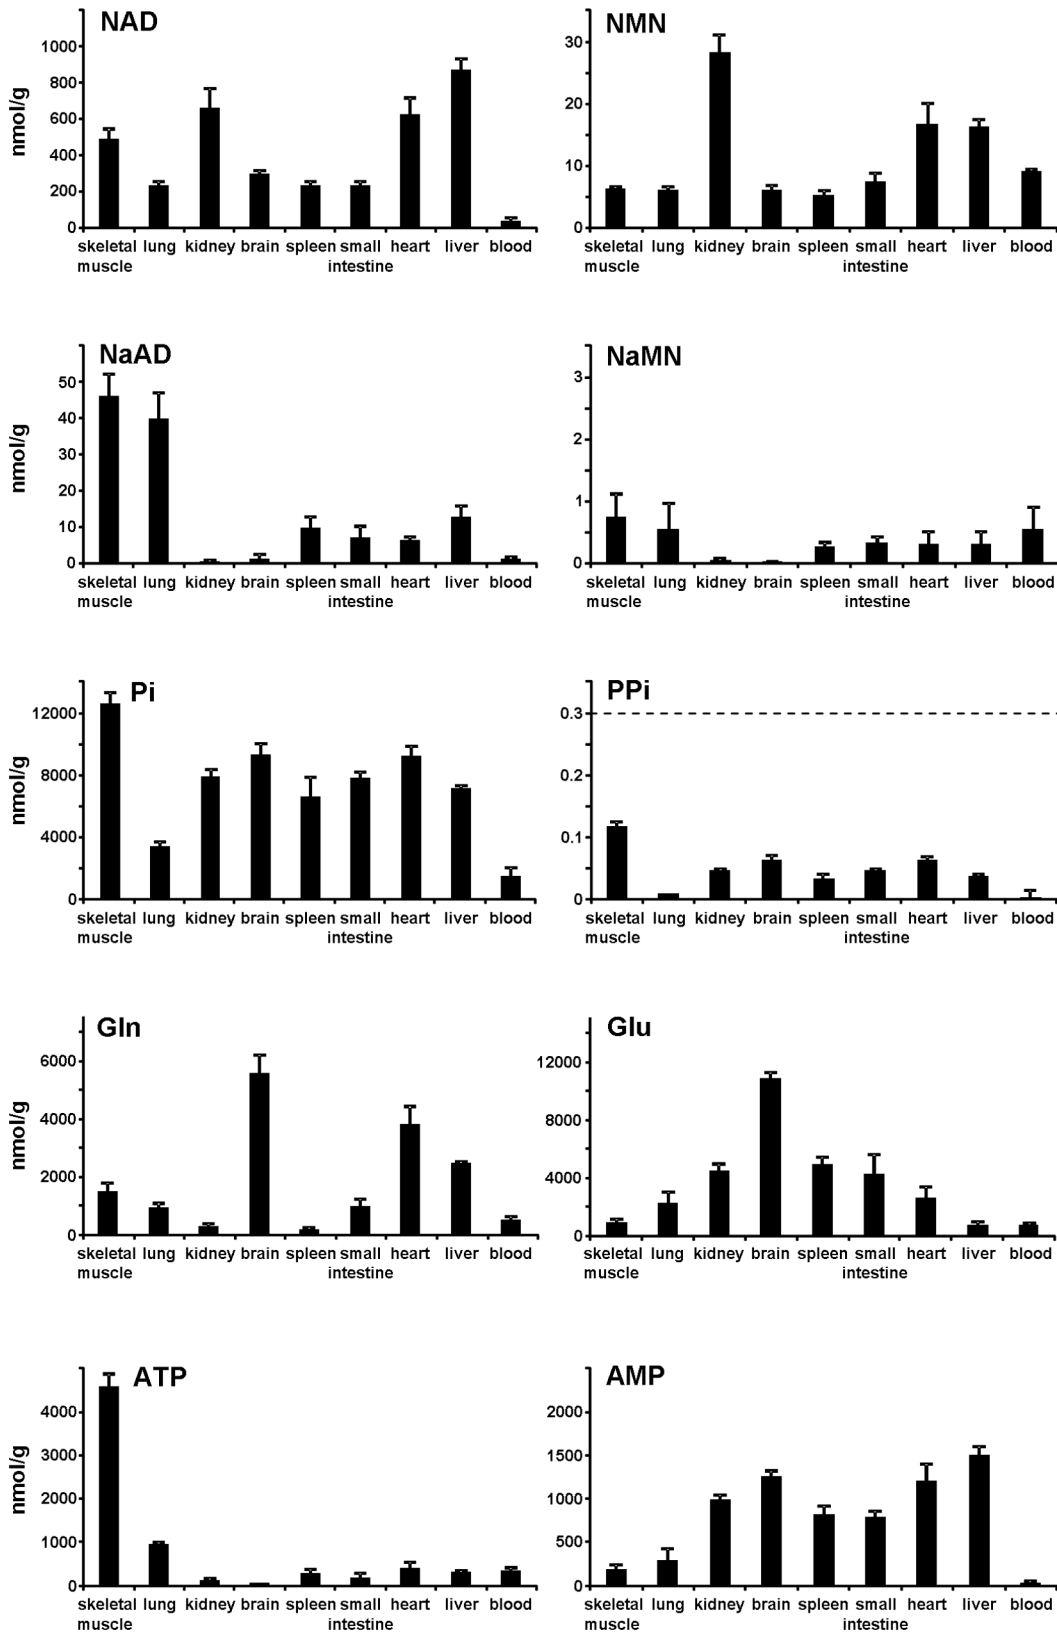 NAD
NMN
nmol/g
1000
800
600
400
200
0
30
20
10
0
skeletal lung kidney brain spleen small heart liver blood
muscle intestine
skeletal lung kidney brain spleen small heart liver blood
muscle intestine
NaAD
NaMN
nmol/g
50
40
30
20
10
0
3
2
1
0
skeletal lung kidney brain spleen small heart liver blood
muscle intestine
skeletal lung kidney brain spleen small heart liver blood
muscle intestine
Pi
PPi
nmol/g
12000
8000
4000
0
0.3
0.2
0.1
0
skeletal lung kidney brain spleen small heart liver blood
muscle intestine
skeletal lung kidney brain spleen small heart liver blood
muscle intestine
Gln
Glu
nmol/g
6000
4000
2000
0
12000
8000
4000
0
skeletal lung kidney brain spleen small heart liver blood
muscle intestine
skeletal lung kidney brain spleen small heart liver blood
muscle intestine
ATP
AMP
nmol/g
4000
3000
2000
1000
0
2000
1500
1000
500
0
skeletal lung kidney brain spleen small heart liver blood
muscle intestine
skeletal lung kidney brain spleen small heart liver blood
muscle intestine